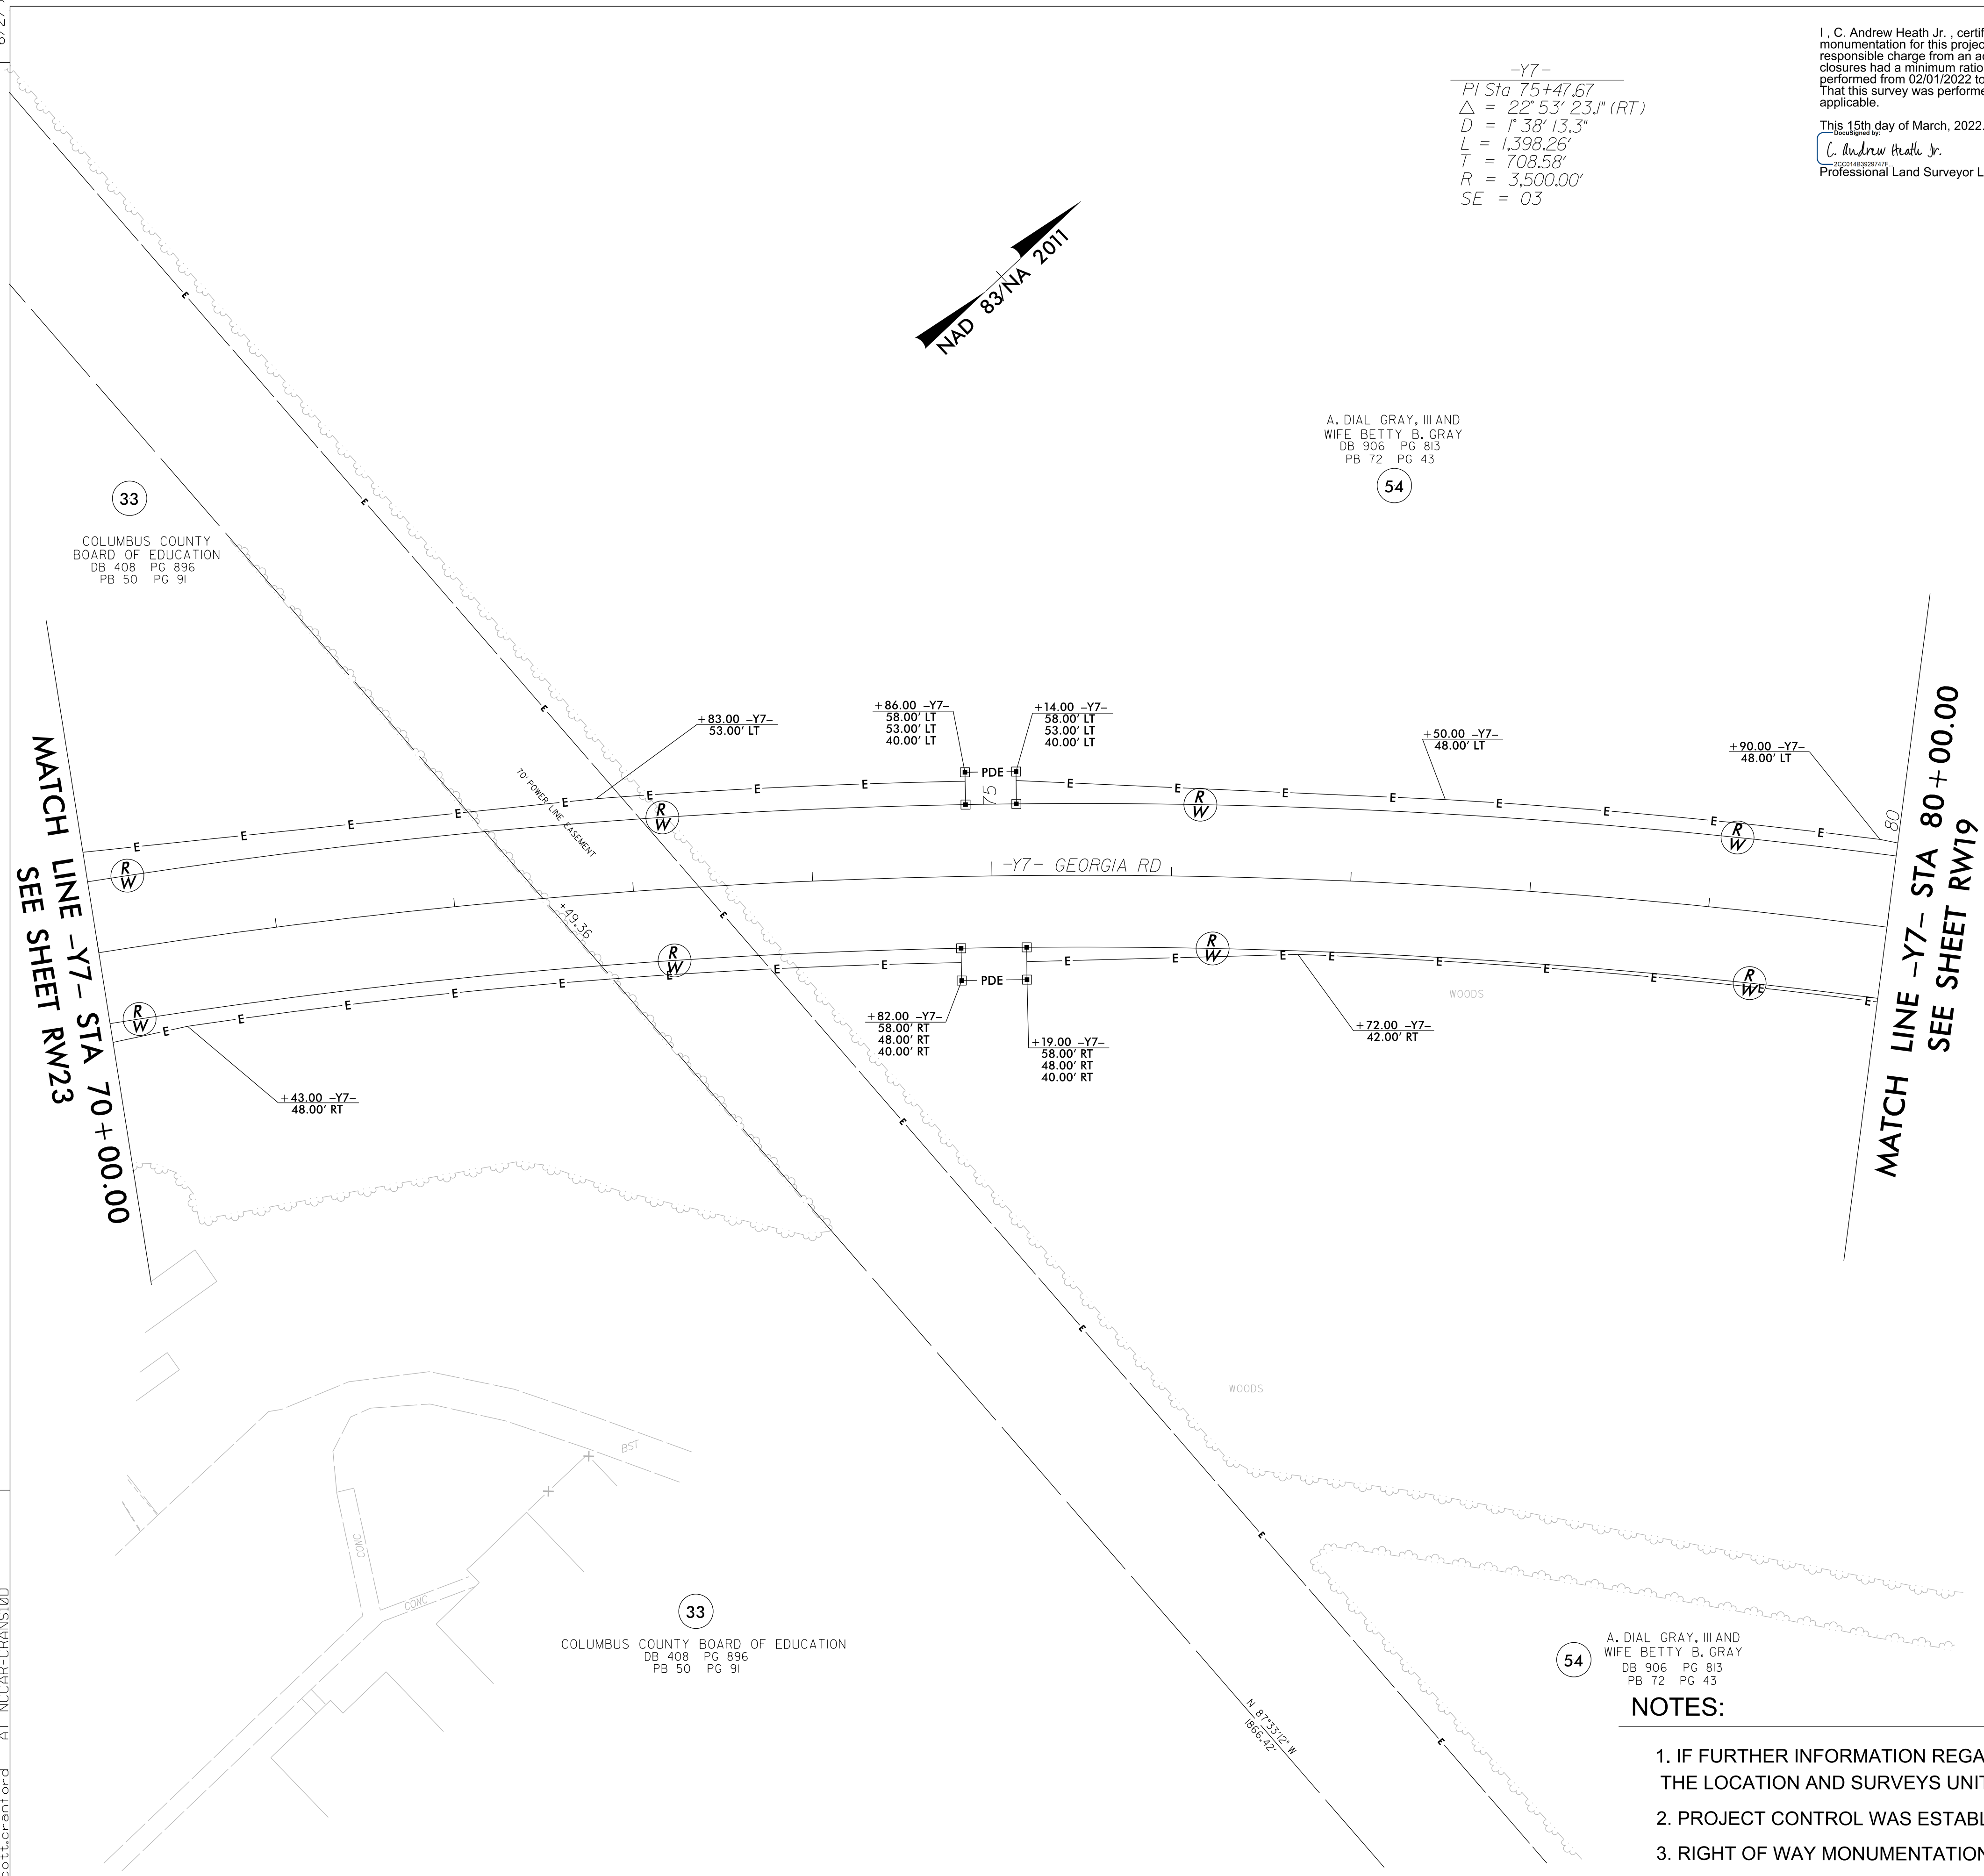 I , C. Andrew Heath Jr. , certif
monumentation for this projec
responsible charge from an a
closures had a minimum ratio
performed from 02/01/2022 to
That this survey was performe
applicable.
This 15th day of March, 2022.
DocuSigned by:
C. Andrew Heath Jr.
2CC014B3929747F...
Professional Land Surveyor L
-Y7-
PI Sta 75+47.67
Δ = 22° 53' 23.1" (RT)
D = 1° 38' 13.3"
L = 1,398.26'
T = 708.58'
R = 3,500.00'
SE = 03
NAD 83/NA 2011
A. DIAL GRAY, III AND
WIFE BETTY B. GRAY
DB 906 PG 813
PB 72 PG 43
54
33
COLUMBUS COUNTY
BOARD OF EDUCATION
DB 408 PG 896
PB 50 PG 91
E
E
E
MATCH LINE -Y7- STA 70+00.00
SEE SHEET RW23
+83.00 -Y7-
53.00' LT
+86.00 -Y7-
58.00' LT
53.00' LT
40.00' LT
+14.00 -Y7-
58.00' LT
53.00' LT
40.00' LT
+50.00 -Y7-
48.00' LT
+90.00 -Y7-
48.00' LT
MATCH LINE -Y7- STA 80+00.00
SEE SHEET RW19
70' POWER LINE EASEMENT
E E E E E E E E PDE E E E E E E E E
75
80
R
W
R
W
R
W
R
W
-Y7- GEORGIA RD
+49.36
E
R
W
R
W
R
W
R
W
E E E E E E E E PDE E E E E E E E E E
WOODS
+82.00 -Y7-
58.00' RT
48.00' RT
40.00' RT
+19.00 -Y7-
58.00' RT
48.00' RT
40.00' RT
+72.00 -Y7-
42.00' RT
+43.00 -Y7-
48.00' RT
E
E
WOODS
BST
CONC
CONC
E
E
33
COLUMBUS COUNTY BOARD OF EDUCATION
DB 408 PG 896
PB 50 PG 91
N 87°33'12" W
1866.42'
54
A. DIAL GRAY, III AND
WIFE BETTY B. GRAY
DB 906 PG 813
PB 72 PG 43
NOTES:
1. IF FURTHER INFORMATION REGA
THE LOCATION AND SURVEYS UNIT
2. PROJECT CONTROL WAS ESTABL
3. RIGHT OF WAY MONUMENTATION
AT NCCAR-CRANSIØD
cott.cranford